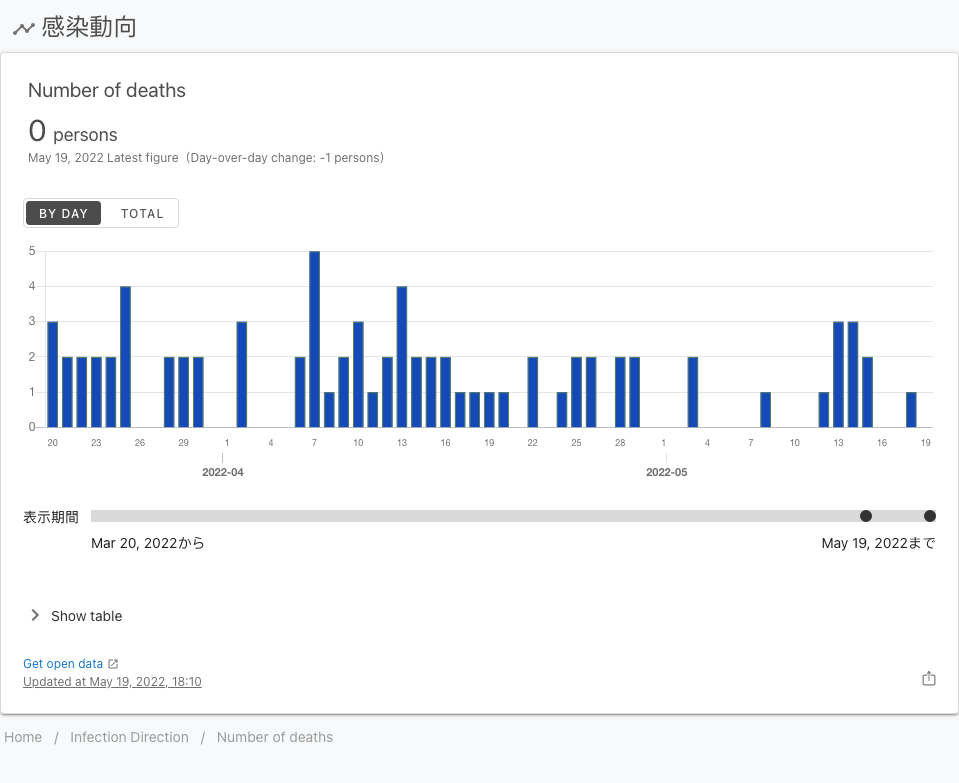 感染動向
Number of deaths
0 persons
May 19, 2022 Latest figure (Day-over-day change: -1 persons)
BY DAY TOTAL
5
4
3
2
1
0
20 23 26 29 1 4 7 10 13 16 19 22 25 28 1 4 7 10 13 16 19
2022-04 2022-05
表示期間
Mar 20, 2022から May 19, 2022まで
Show table
Get open data
Updated at May 19, 2022, 18:10
Home / Infection Direction / Number of deaths